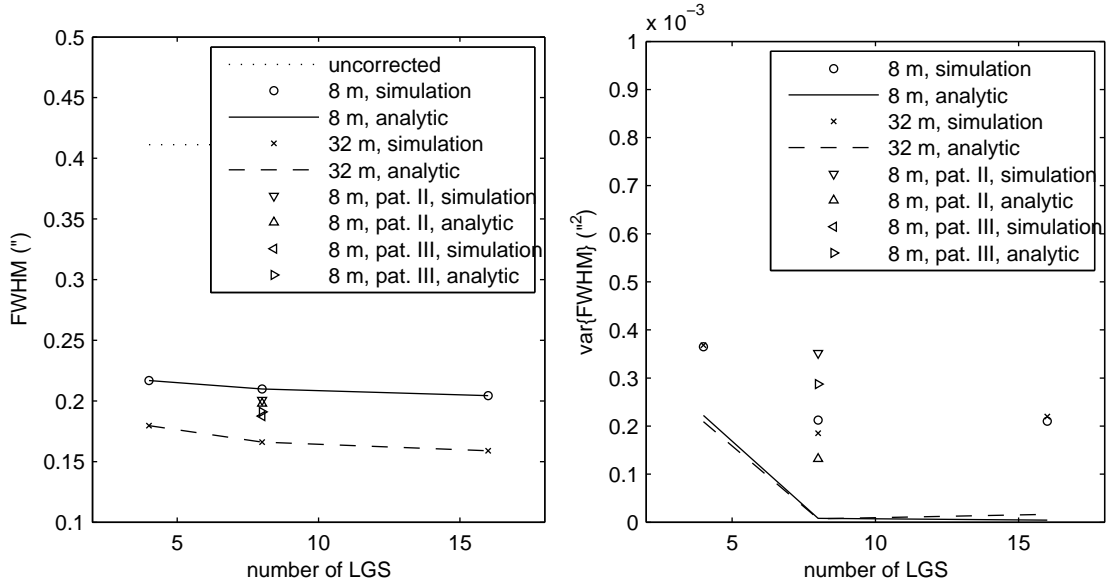 0.5
0.45
0.4
0.35
0.3
0.25
0.2
0.15
0.1
FWHM (")
5
10
15
number of LGS
uncorrected
8 m, simulation
8 m, analytic
32 m, simulation
32 m, analytic
8 m, pat. II, simulation
8 m, pat. II, analytic
8 m, pat. III, simulation
8 m, pat. III, analytic
x 10⁻³
1
0.9
0.8
0.7
0.6
0.5
0.4
0.3
0.2
0.1
0
var{FWHM} ("²)
5
10
15
number of LGS
8 m, simulation
8 m, analytic
32 m, simulation
32 m, analytic
8 m, pat. II, simulation
8 m, pat. II, analytic
8 m, pat. III, simulation
8 m, pat. III, analytic